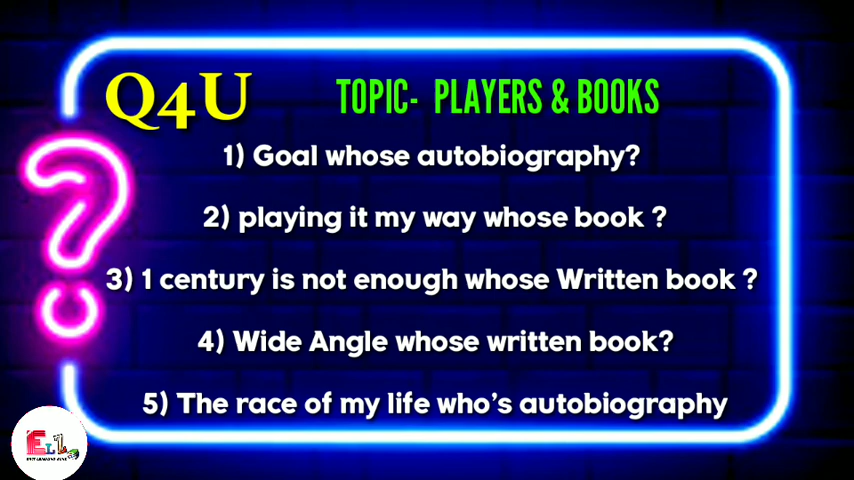 Q4U
TOPIC- PLAYERS & BOOKS
1) Goal whose autobiography?
2) playing it my way whose book ?
3) 1 century is not enough whose Written book ?
4) Wide Angle whose written book?
5) The race of my life who's autobiography